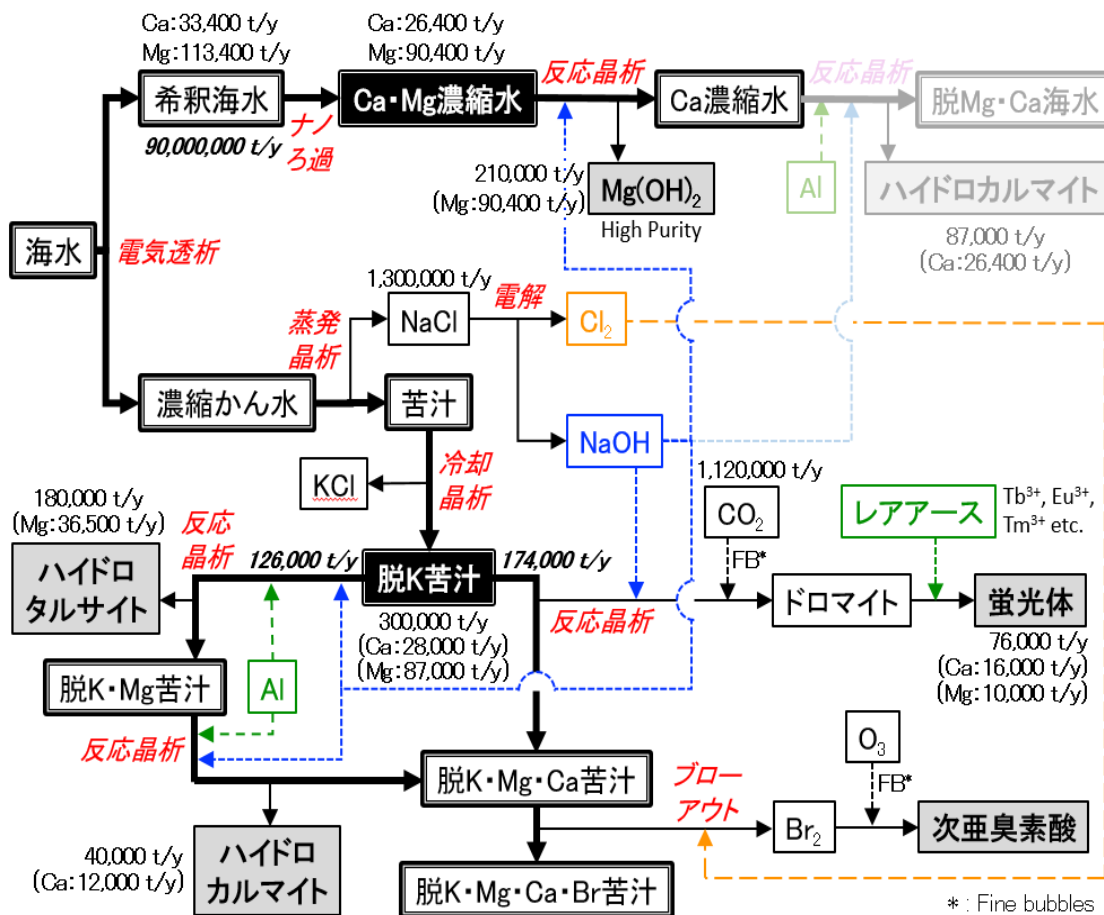 Ca:33,400 t/y
Mg:113,400 t/y
Ca:26,400 t/y
Mg:90,400 t/y
希釈海水
ナノ
ろ過
90,000,000 t/y
Ca・Mg濃縮水
反応晶析
Ca濃縮水
反応晶析
脱Mg・Ca海水
210,000 t/y
(Mg:90,400 t/y)
Mg(OH)₂
High Purity
Al
ハイドロカルマイト
87,000 t/y
(Ca:26,400 t/y)
海水
電気透析
1,300,000 t/y
蒸発
晶析
NaCl
電解
Cl₂
濃縮かん水
苦汁
NaOH
KCl
冷却
晶析
1,120,000 t/y
CO₂
FB*
レアアース
Tb³⁺, Eu³⁺,
Tm³⁺ etc.
180,000 t/y
(Mg:36,500 t/y)
反応
晶析
ハイドロ
タルサイト
126,000 t/y
脱K苦汁
174,000 t/y
300,000 t/y
(Ca:28,000 t/y)
(Mg:87,000 t/y)
反応晶析
ドロマイト
蛍光体
76,000 t/y
(Ca:16,000 t/y)
(Mg:10,000 t/y)
脱K・Mg苦汁
Al
反応晶析
脱K・Mg・Ca苦汁
ブロー
アウト
O₃
FB*
Br₂
次亜臭素酸
40,000 t/y
(Ca:12,000 t/y)
ハイドロ
カルマイト
脱K・Mg・Ca・Br苦汁
* : Fine bubbles